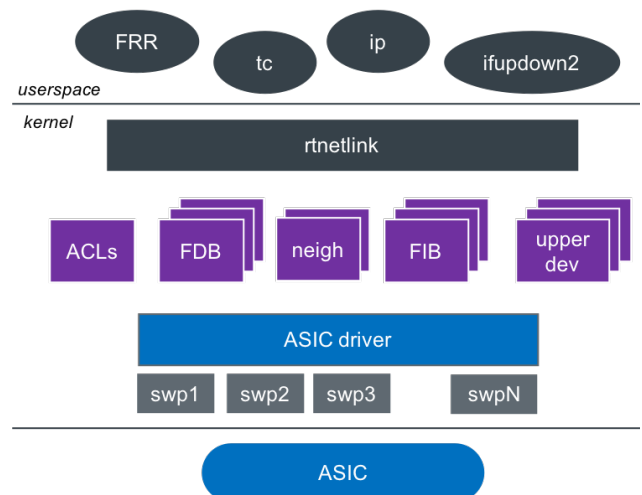 FRR
tc
ip
ifupdown2
userspace
kernel
rtnetlink
ACLs
FDB
neigh
FIB
upper
dev
ASIC driver
swp1
swp2
swp3
swpN
ASIC